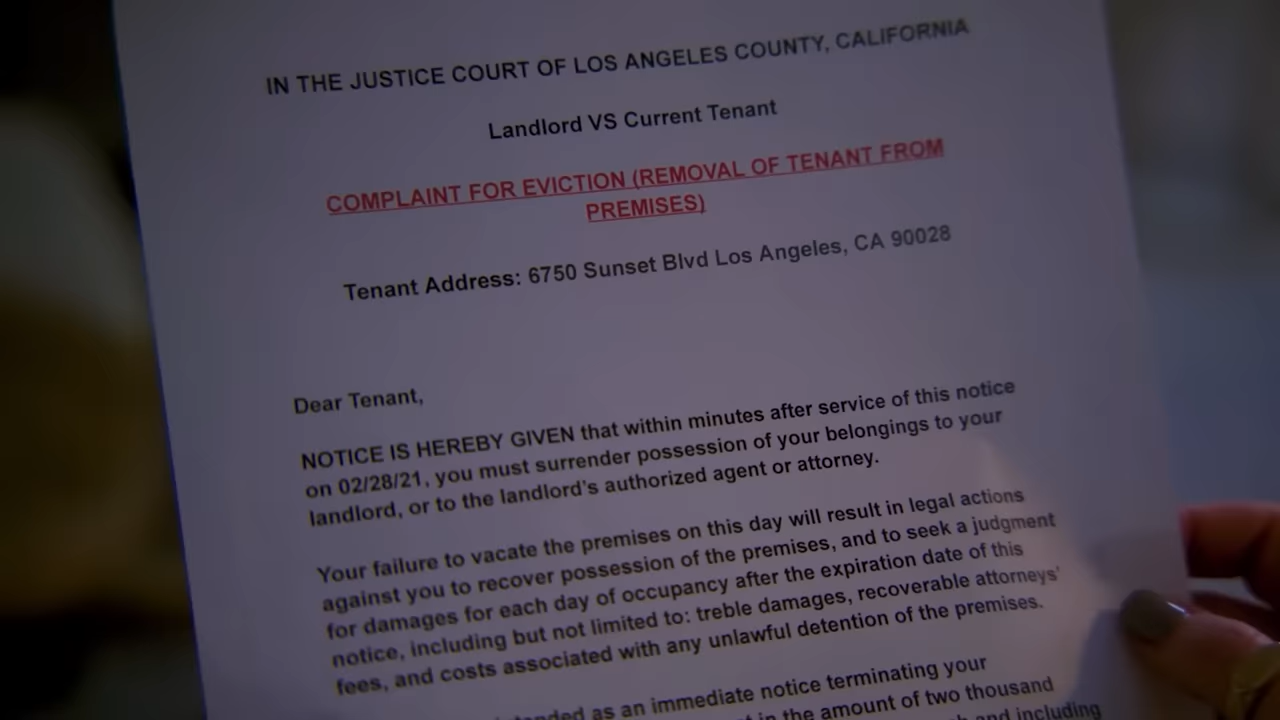 IN THE JUSTICE COURT OF LOS ANGELES COUNTY, CALIFORNIA
Landlord VS Current Tenant
COMPLAINT FOR EVICTION (REMOVAL OF TENANT FROM
PREMISES)
Tenant Address: 6750 Sunset Blvd Los Angeles, CA 90028
Dear Tenant,
NOTICE IS HEREBY GIVEN that within minutes after service of this notice
on 02/28/21, you must surrender possession of your belongings to your
landlord, or to the landlord's authorized agent or attorney.
Your failure to vacate the premises on this day will result in legal actions
against you to recover possession of the premises, and to seek a judgment
for damages for each day of occupancy after the expiration date of this
notice, including but not limited to: treble damages, recoverable attorneys'
fees, and costs associated with any unlawful detention of the premises.
as an immediate notice terminating your
in the amount of two thousand
and including